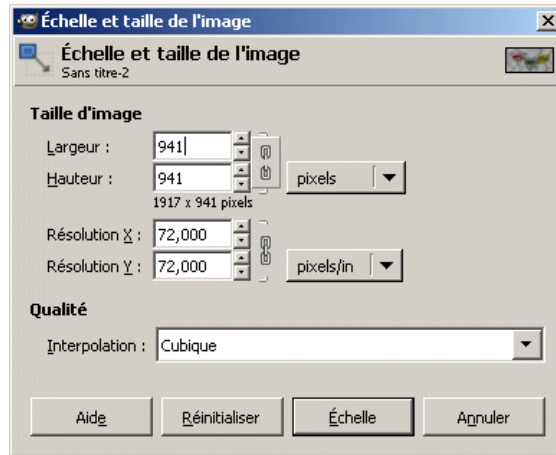 Échelle et taille de l'image
Échelle et taille de l'image
Sans titre-2
Taille d'image
Largeur : 941
Hauteur : 941 pixels
1917 x 941 pixels
Résolution X : 72,000
Résolution Y : 72,000 pixels/in
Qualité
Interpolation : Cubique
Aide Réinitialiser Échelle Annuler